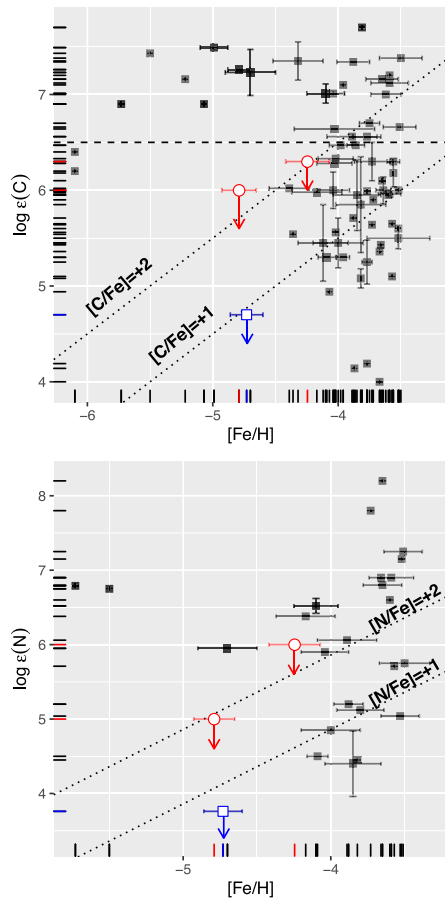 7
6
5
4
log ε(C)
[C/Fe]=+2
[C/Fe]=+1
-6
-5
-4
[Fe/H]
8
7
6
5
4
log ε(N)
[N/Fe]=+2
[N/Fe]=+1
-5
-4
[Fe/H]